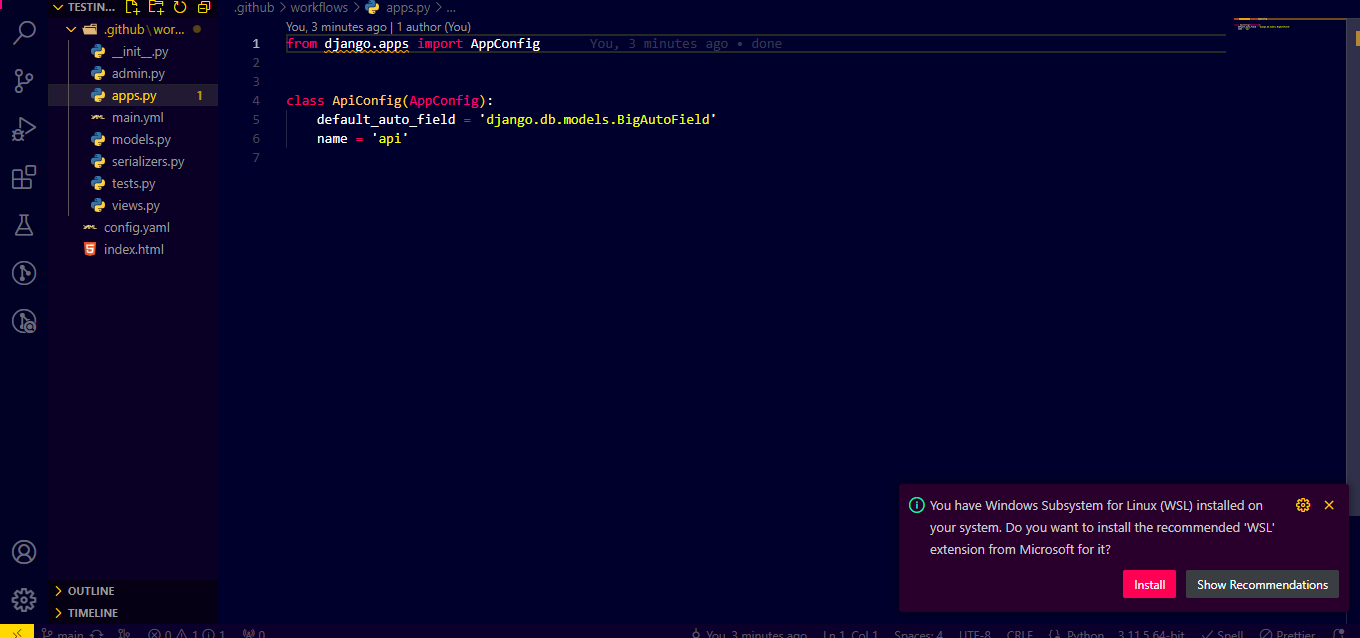 TESTIN...
.github\wor...
__init__.py
admin.py
apps.py 1
main.yml
models.py
serializers.py
tests.py
views.py
config.yaml
index.html
OUTLINE
TIMELINE
.github > workflows > apps.py > ...
You, 3 minutes ago | 1 author (You)
1 from django.apps import AppConfig You, 3 minutes ago • done
2
3
4 class ApiConfig(AppConfig):
5 default_auto_field = 'django.db.models.BigAutoField'
6 name = 'api'
7
You have Windows Subsystem for Linux (WSL) installed on
your system. Do you want to install the recommended 'WSL'
extension from Microsoft for it?
Install Show Recommendations
main 0 1 1 0 You, 3 minutes ago Ln 1, Col 1 Spaces: 4 UTF-8 CRLF Python 3.11.5 64-bit Spell Prettier